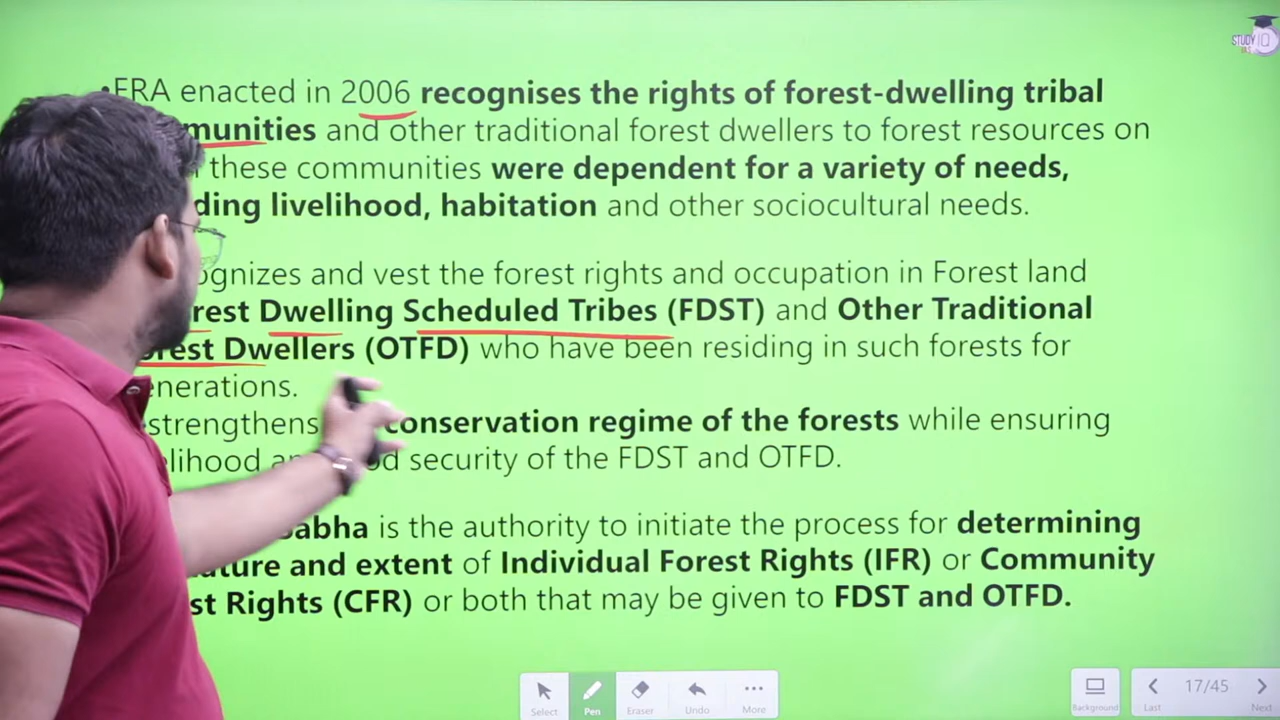 •FRA enacted in 2006 recognises the rights of forest-dwelling tribal
munities and other traditional forest dwellers to forest resources on
these communities were dependent for a variety of needs,
ding livelihood, habitation and other sociocultural needs.
ognizes and vest the forest rights and occupation in Forest land
rest Dwelling Scheduled Tribes (FDST) and Other Traditional
orest Dwellers (OTFD) who have been residing in such forests for
enerations.
strengthens conservation regime of the forests while ensuring
elihood security of the FDST and OTFD.
Sabha is the authority to initiate the process for determining
ature and extent of Individual Forest Rights (IFR) or Community
st Rights (CFR) or both that may be given to FDST and OTFD.
STUDY IQ
IAS
Select
Pen
Eraser
Undo
More
Background
Last
17/45
Next